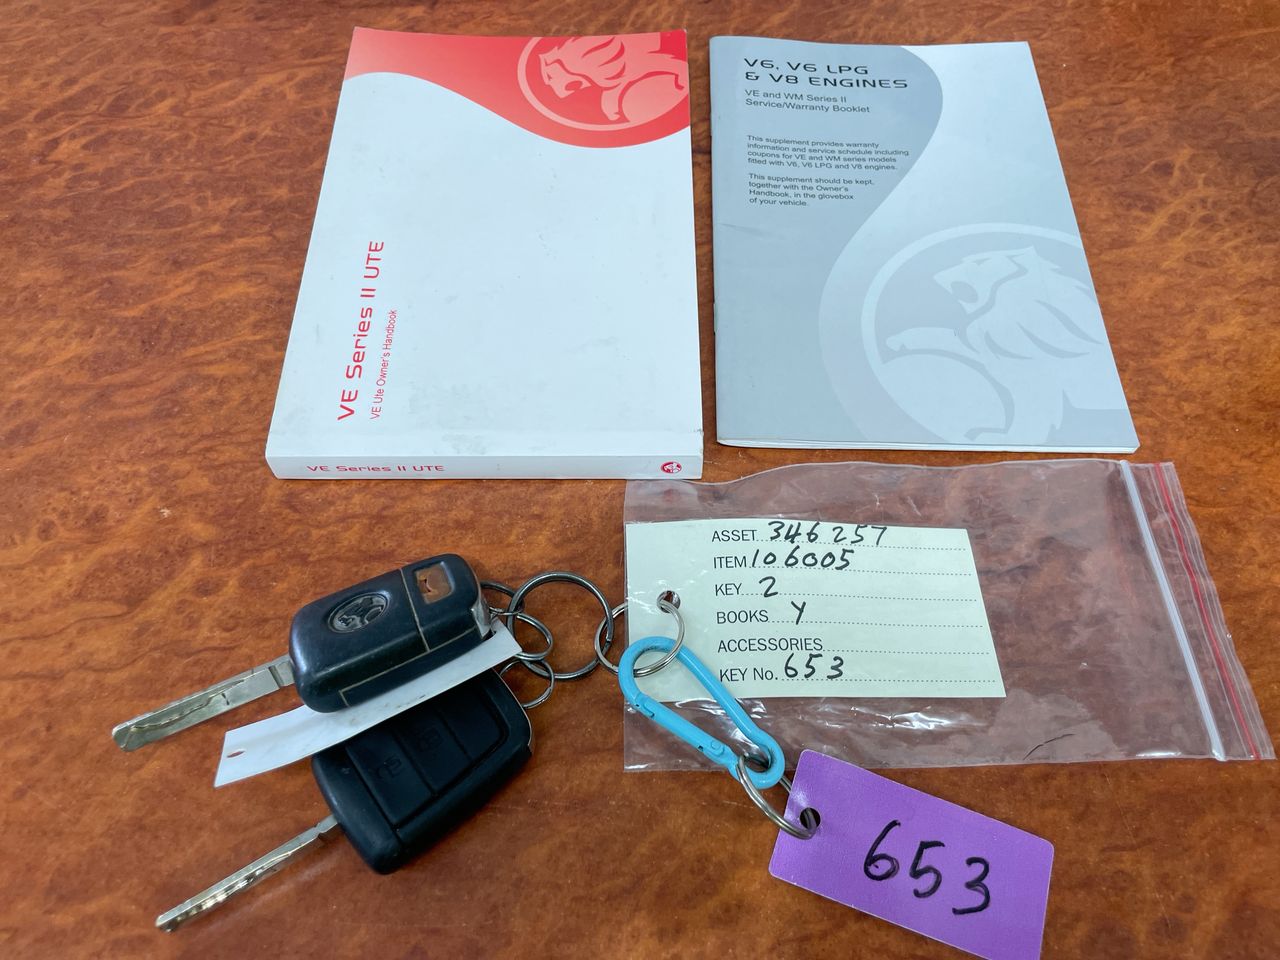 VE Series II UTE
VE Ute Owner's Handbook
VE Series II UTE
V6, V6 LPG
& V8 ENGINES
VE and WM Series II
Service/Warranty Booklet
This supplement provides warranty
information and service schedule including
coupons for VE and WM series models
fitted with V6, V6 LPG and V8 engines.
This supplement should be kept,
together with the Owner's
Handbook, in the glovebox
of your vehicle.
ASSET 346257
ITEM 106005
KEY 2
BOOKS Y
ACCESSORIES
KEY No. 653
653